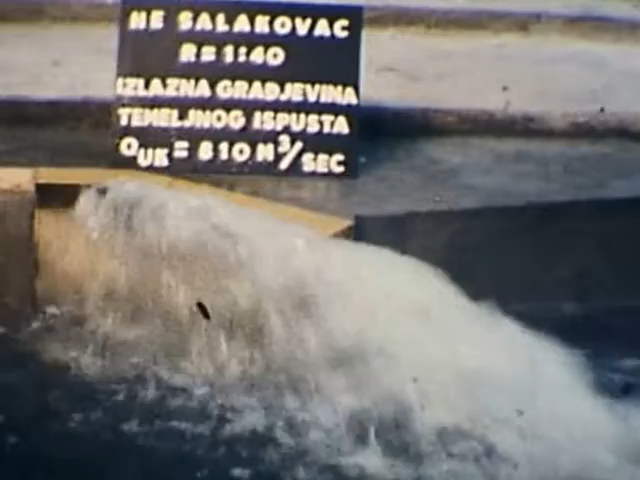 HE SALAKOVAC
R=1:40
IZLAZNA GRADJEVINA
TEMELJNOG ISPUSTA
QUK= 810 M3/SEC